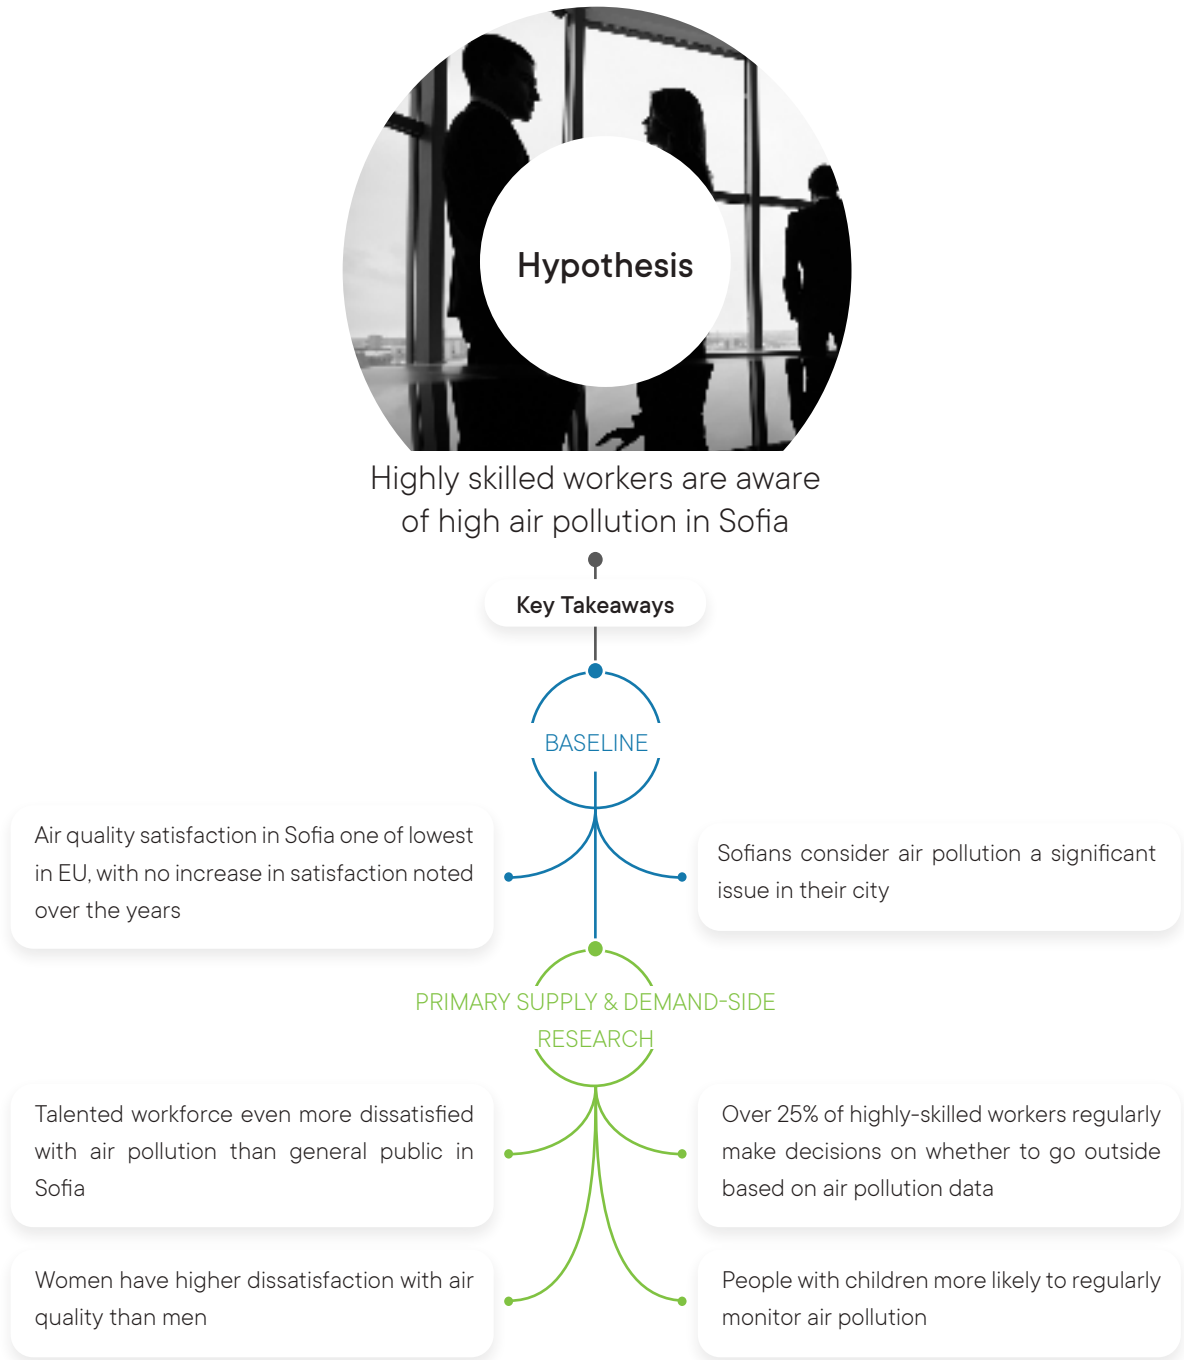 Hypothesis
Highly skilled workers are aware
of high air pollution in Sofia
Key Takeaways
BASELINE
Air quality satisfaction in Sofia one of lowest
in EU, with no increase in satisfaction noted
over the years
Sofians consider air pollution a significant
issue in their city
PRIMARY SUPPLY & DEMAND-SIDE
RESEARCH
Talented workforce even more dissatisfied
with air pollution than general public in
Sofia
Over 25% of highly-skilled workers regularly
make decisions on whether to go outside
based on air pollution data
Women have higher dissatisfaction with air
quality than men
People with children more likely to regularly
monitor air pollution